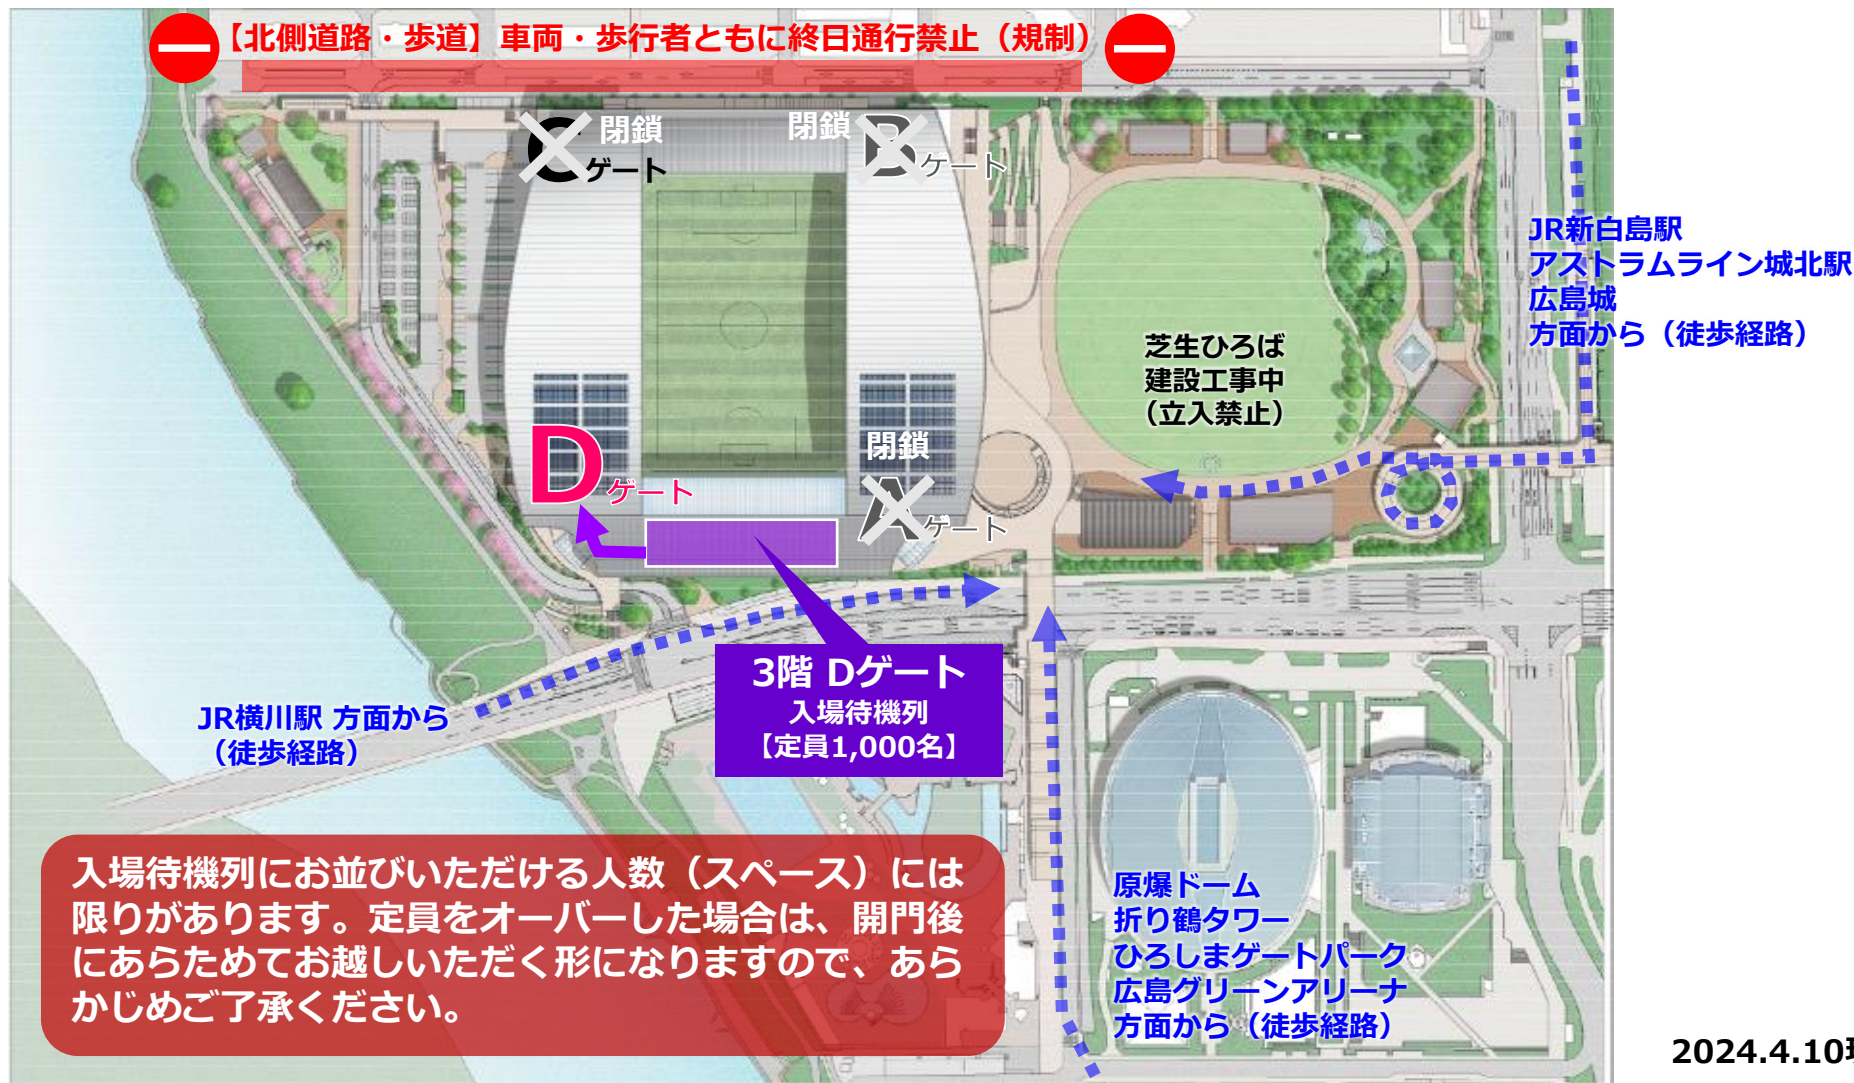 【北側道路・歩道】車両・歩行者ともに終日通行禁止（規制）
C
閉鎖
ゲート
閉鎖
B
ゲート
JR新白島駅
アストラムライン城北駅
広島城
方面から（徒歩経路）
芝生ひろば
建設工事中
（立入禁止）
D
ゲート
閉鎖
A
ゲート
3階 Dゲート
入場待機列
【定員1,000名】
JR横川駅 方面から
（徒歩経路）
入場待機列にお並びいただける人数（スペース）には
限りがあります。定員をオーバーした場合は、開門後
にあらためてお越しいただく形になりますので、あら
かじめご了承ください。
原爆ドーム
折り鶴タワー
ひろしまゲートパーク
広島グリーンアリーナ
方面から（徒歩経路）
2024.4.10